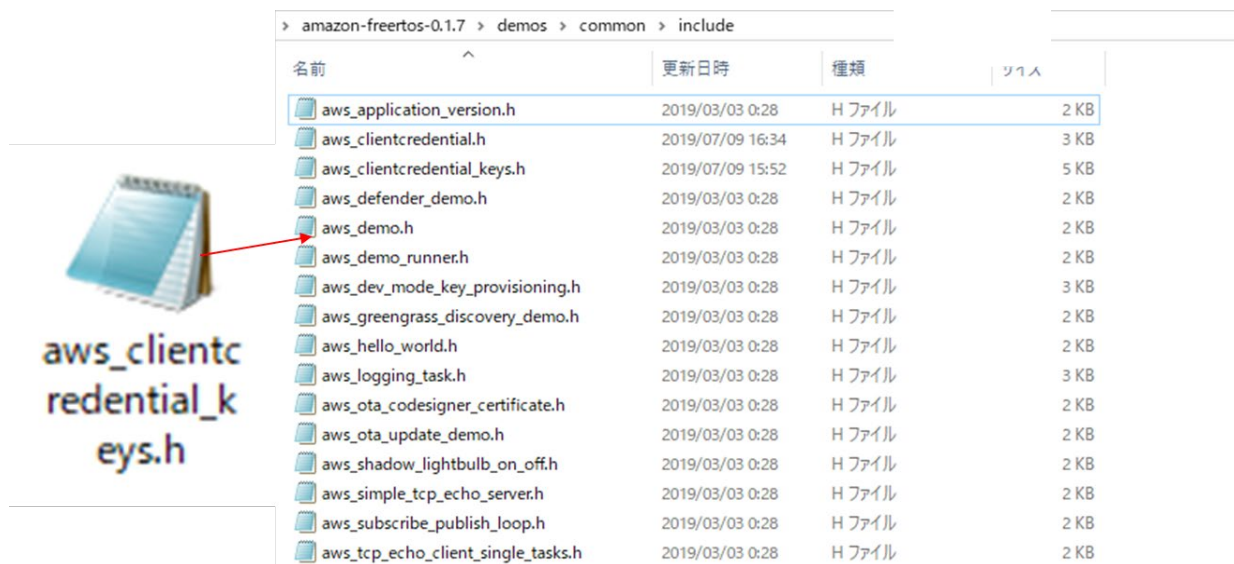 > amazon-freertos-0.1.7 > demos > common > include
名前 更新日時 種類 サイズ
aws_application_version.h 2019/03/03 0:28 H ファイル 2 KB
aws_clientcredential.h 2019/07/09 16:34 H ファイル 3 KB
aws_clientcredential_keys.h 2019/07/09 15:52 H ファイル 5 KB
aws_defender_demo.h 2019/03/03 0:28 H ファイル 2 KB
aws_demo.h 2019/03/03 0:28 H ファイル 2 KB
aws_demo_runner.h 2019/03/03 0:28 H ファイル 2 KB
aws_dev_mode_key_provisioning.h 2019/03/03 0:28 H ファイル 3 KB
aws_greengrass_discovery_demo.h 2019/03/03 0:28 H ファイル 2 KB
aws_hello_world.h 2019/03/03 0:28 H ファイル 2 KB
aws_logging_task.h 2019/03/03 0:28 H ファイル 3 KB
aws_ota_codesigner_certificate.h 2019/03/03 0:28 H ファイル 2 KB
aws_ota_update_demo.h 2019/03/03 0:28 H ファイル 2 KB
aws_shadow_lightbulb_on_off.h 2019/03/03 0:28 H ファイル 2 KB
aws_simple_tcp_echo_server.h 2019/03/03 0:28 H ファイル 2 KB
aws_subscribe_publish_loop.h 2019/03/03 0:28 H ファイル 2 KB
aws_tcp_echo_client_single_tasks.h 2019/03/03 0:28 H ファイル 2 KB
aws_clientc
redential_k
eys.h